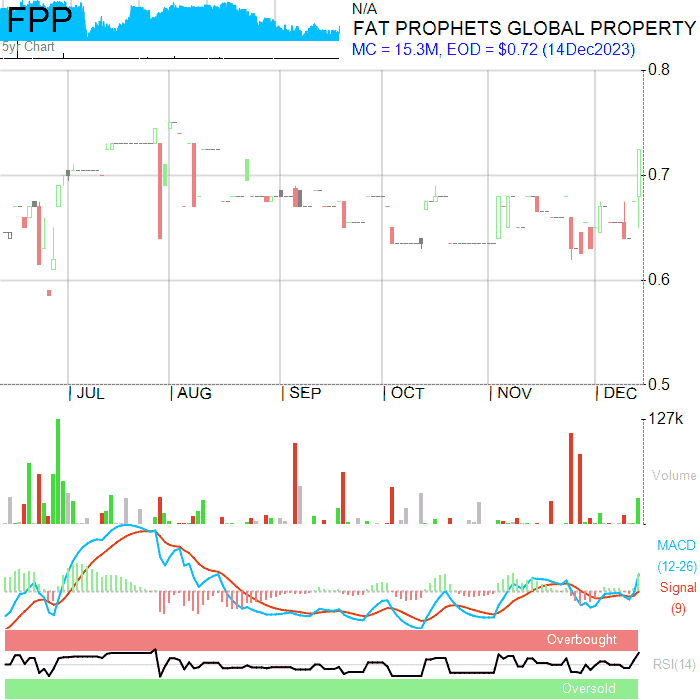 FPP
5yr Chart
N/A
FAT PROPHETS GLOBAL PROPERTY
MC = 15.3M, EOD = $0.72 (14Dec2023)
0.8
0.7
0.6
0.5
JUL AUG SEP OCT NOV DEC
127k
Volume
MACD
(12-26)
Signal
(9)
Overbought
RSI(14)
Oversold